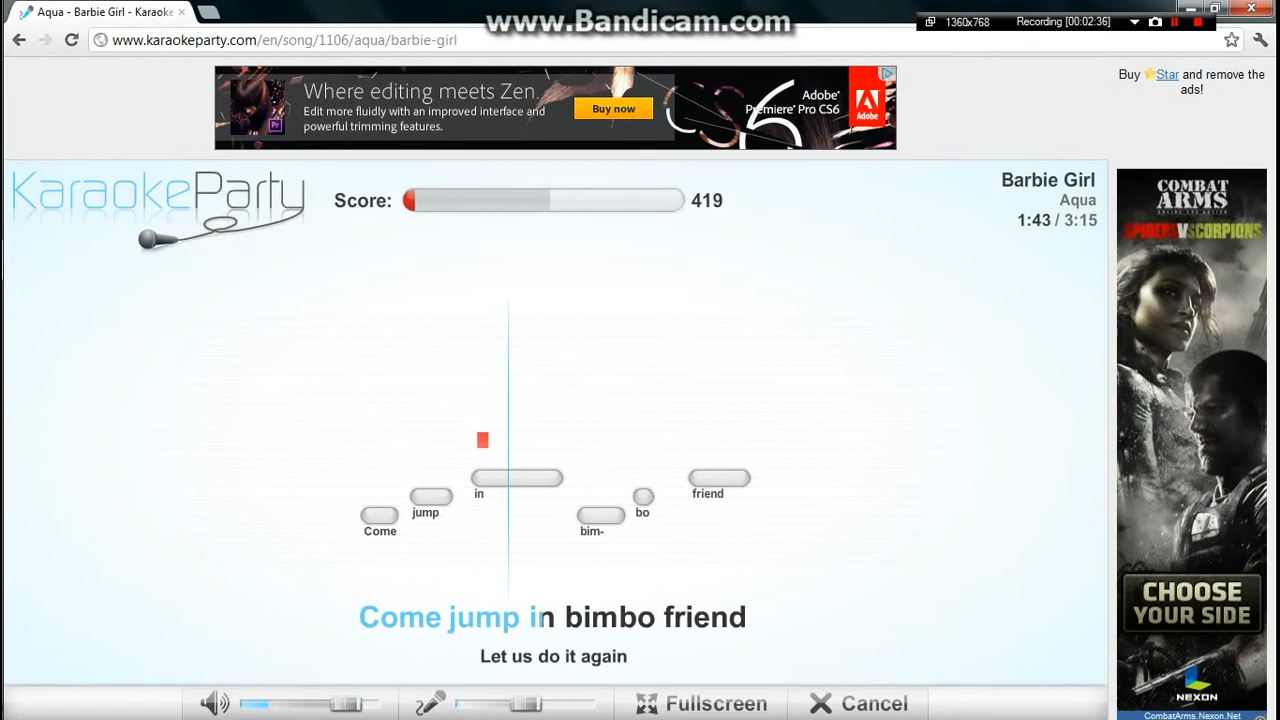 Aqua - Barbie Girl - Karaoke
www.Bandicam.com
1360x768
Recording [00:02:36]
www.karaokeparty.com/en/song/1106/aqua/barbie-girl
Where editing meets Zen.
Edit more fluidly with an improved interface and
powerful trimming features.
Pr
Buy now
CS6
Adobe®
Premiere® Pro CS6
Adobe
Buy Star and remove the
ads!
KaraokeParty
Score:
419
Barbie Girl
Aqua
1:43 / 3:15
COMBAT
ARMS
SPIDERS V SCORPIONS
in
friend
jump
bo
Come
bim-
Come jump in bimbo friend
Let us do it again
CHOOSE
YOUR SIDE
NEXON
CombatArms.Nexon.Net
Fullscreen
Cancel